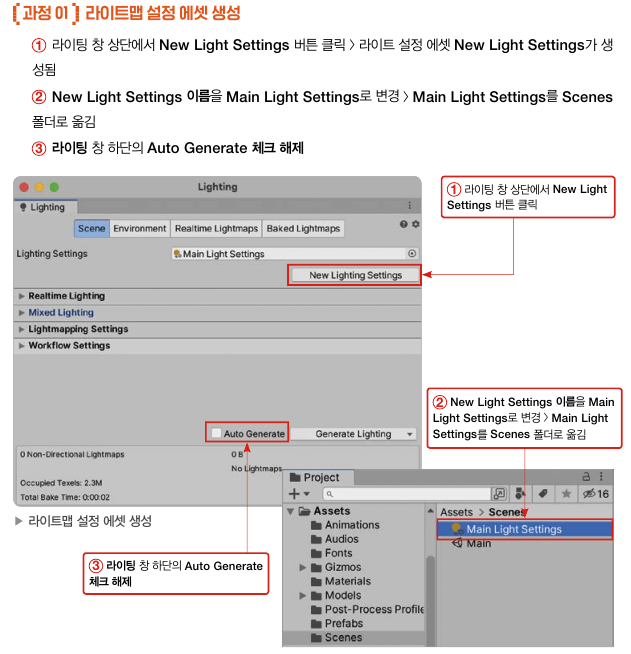 [과정 01] 라이트맵 설정 에셋 생성
① 라이팅 창 상단에서 New Light Settings 버튼 클릭 > 라이트 설정 에셋 New Light Settings가 생
성됨
② New Light Settings 이름을 Main Light Settings로 변경 > Main Light Settings를 Scenes
폴더로 옮김
③ 라이팅 창 하단의 Auto Generate 체크 해제
Lighting
Lighting
Scene Environment Realtime Lightmaps Baked Lightmaps
Lighting Settings Main Light Settings
New Lighting Settings
Realtime Lighting
Mixed Lighting
Lightmapping Settings
Workflow Settings
Auto Generate Generate Lighting
0 Non-Directional Lightmaps 0 B
No Lightmaps
Occupied Texels: 2.3M
Total Bake Time: 0:00:02
① 라이팅 창 상단에서 New Light
Settings 버튼 클릭
② New Light Settings 이름을 Main
Light Settings로 변경 > Main Light
Settings를 Scenes 폴더로 옮김
▶ 라이트맵 설정 에셋 생성
③ 라이팅 창 하단의 Auto Generate
체크 해제
Project
16
Assets
Animations
Audios
Fonts
Gizmos
Materials
Models
Post-Process Profile
Prefabs
Scenes
Assets > Scenes
Main Light Settings
Main